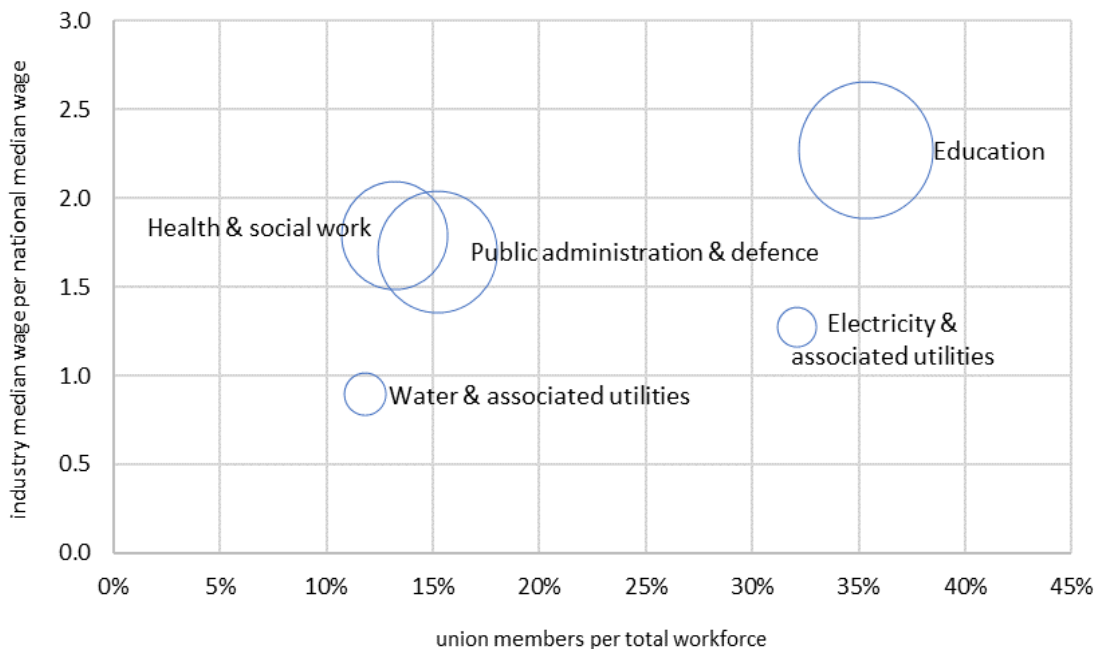 industry median wage per national median wage
3.0
2.5
2.0
1.5
1.0
0.5
0.0
Education
Health & social work
Public administration & defence
Electricity &
associated utilities
Water & associated utilities
0% 5% 10% 15% 20% 25% 30% 35% 40% 45%
union members per total workforce